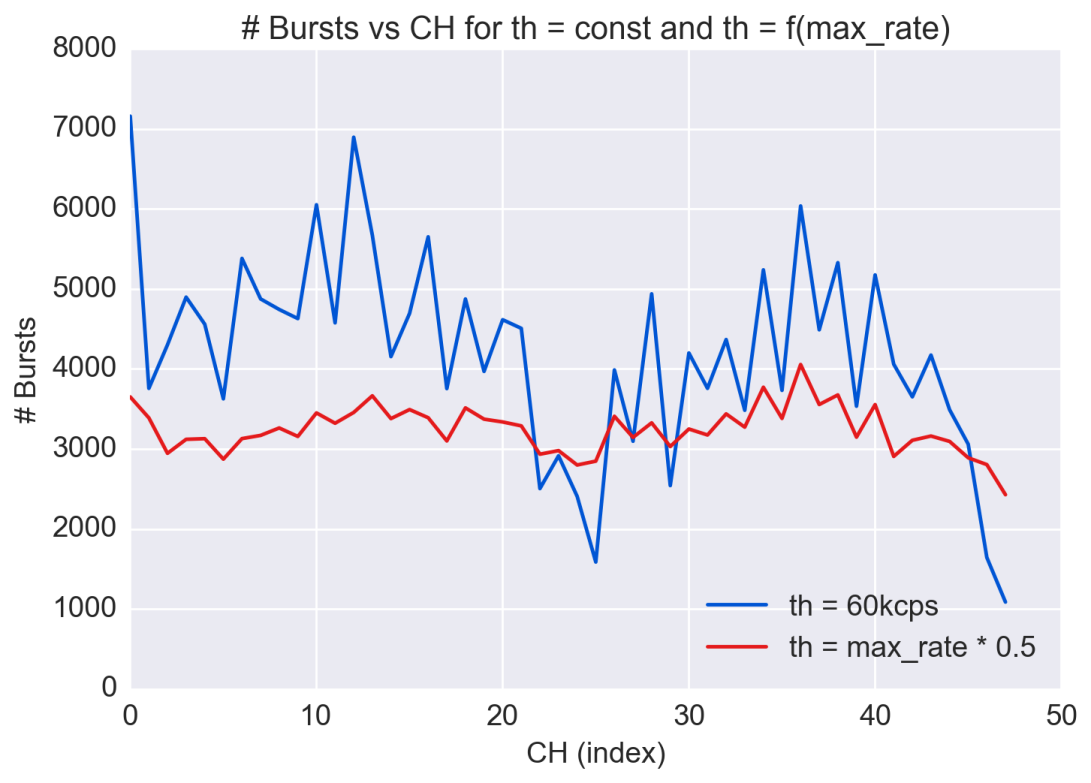 # Bursts vs CH for th = const and th = f(max_rate)
8000
7000
6000
5000
4000
3000
2000
1000
0
# Bursts
th = 60kcps
th = max_rate * 0.5
0 10 20 30 40 50
CH (index)